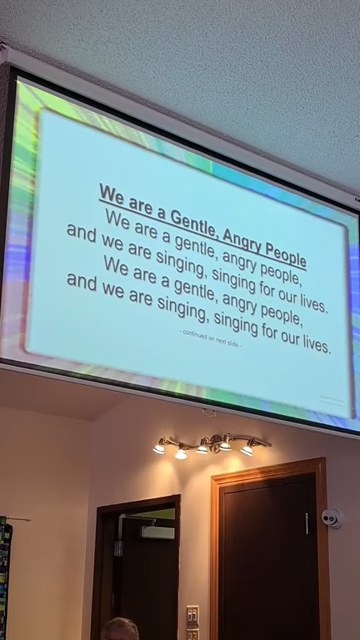 We are a Gentle, Angry People
We are a gentle, angry people,
and we are singing, singing for our lives.
We are a gentle, angry people,
and we are singing, singing for our lives.
- continued on next slide -